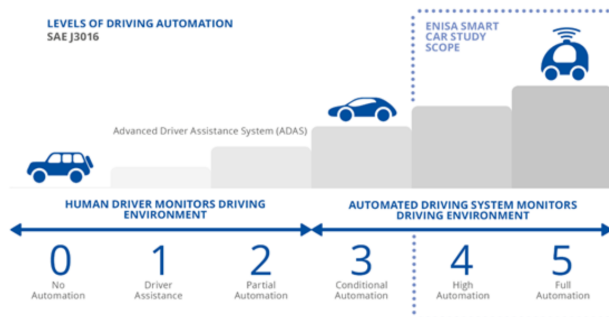 LEVELS OF DRIVING AUTOMATION
SAE J3016
ENISA SMART
CAR STUDY
SCOPE
Advanced Driver Assistance System (ADAS)
HUMAN DRIVER MONITORS DRIVING
ENVIRONMENT
AUTOMATED DRIVING SYSTEM MONITORS
DRIVING ENVIRONMENT
0
No
Automation
1
Driver
Assistance
2
Partial
Automation
3
Conditional
Automation
4
High
Automation
5
Full
Automation